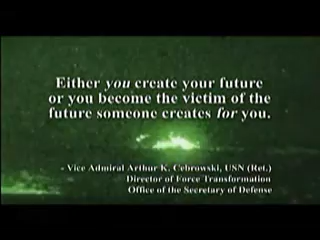 Either you create your future
or you become the victim of the
future someone creates for you.
- Vice Admiral Arthur K. Cebrowski, USN (Ret.)
Director of Force Transformation
Office of the Secretary of Defense